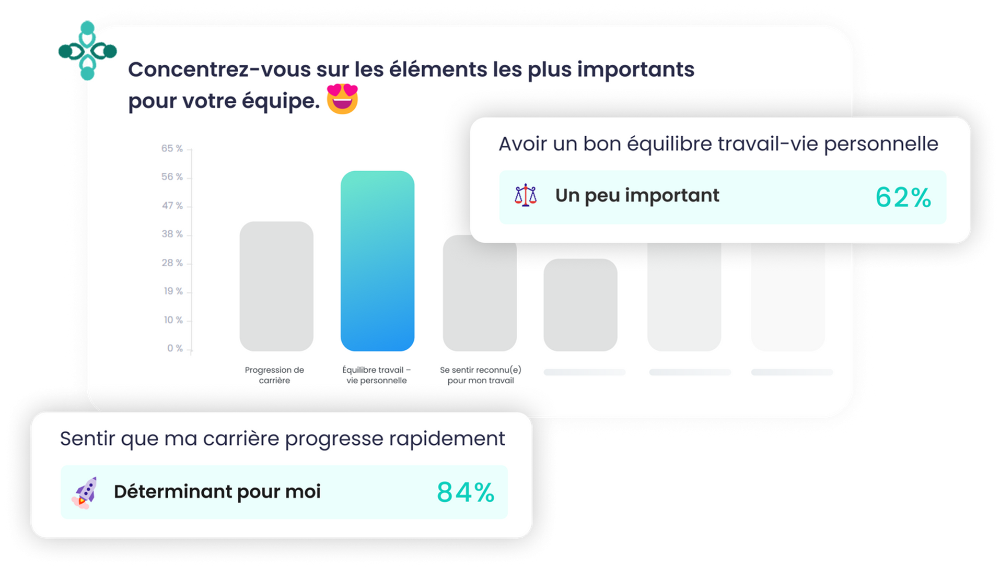 Concentrez-vous sur les éléments les plus importants
pour votre équipe.
Avoir un bon équilibre travail-vie personnelle
Un peu important
62%
65 %
56 %
47 %
38 %
28 %
19 %
10 %
0 %
Progression de
carrière
Équilibre travail –
vie personnelle
Se sentir reconnu(e)
pour mon travail
Sentir que ma carrière progresse rapidement
Déterminant pour moi
84%